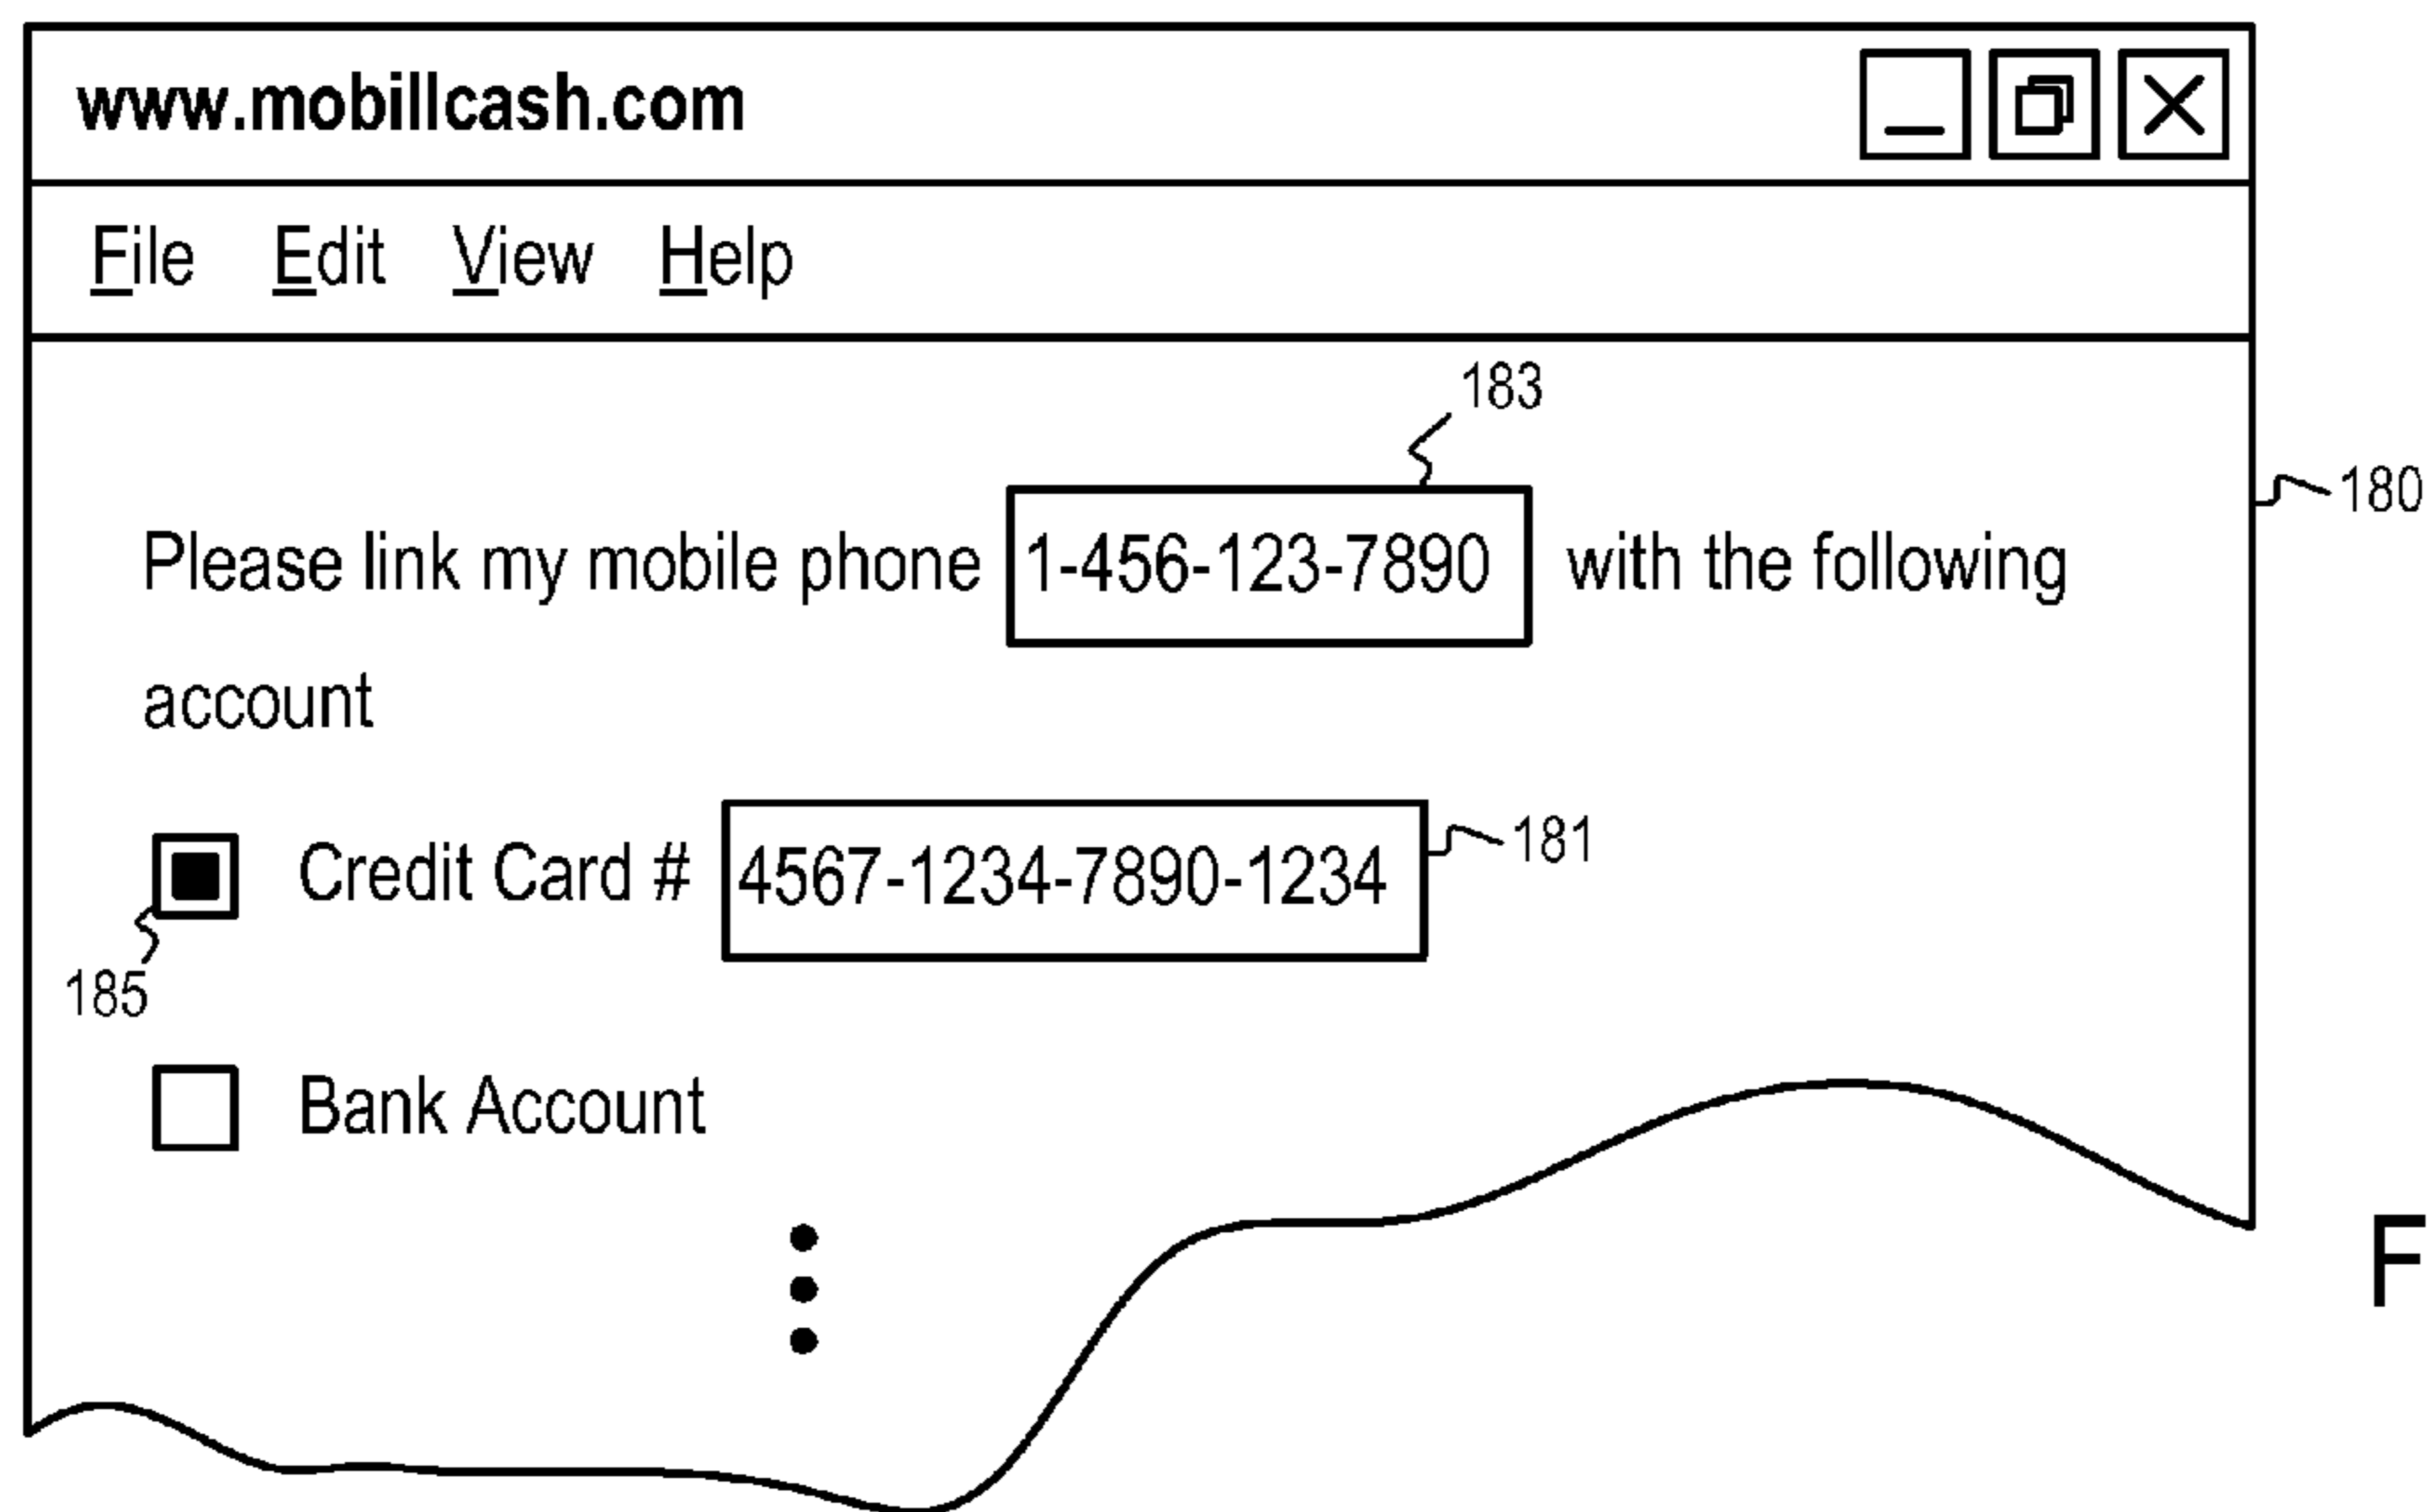 www.mobillcash.com
File Edit View Help
183
180
Please link my mobile phone 1-456-123-7890 with the following
account
Credit Card # 4567-1234-7890-1234 181
185
Bank Account
F